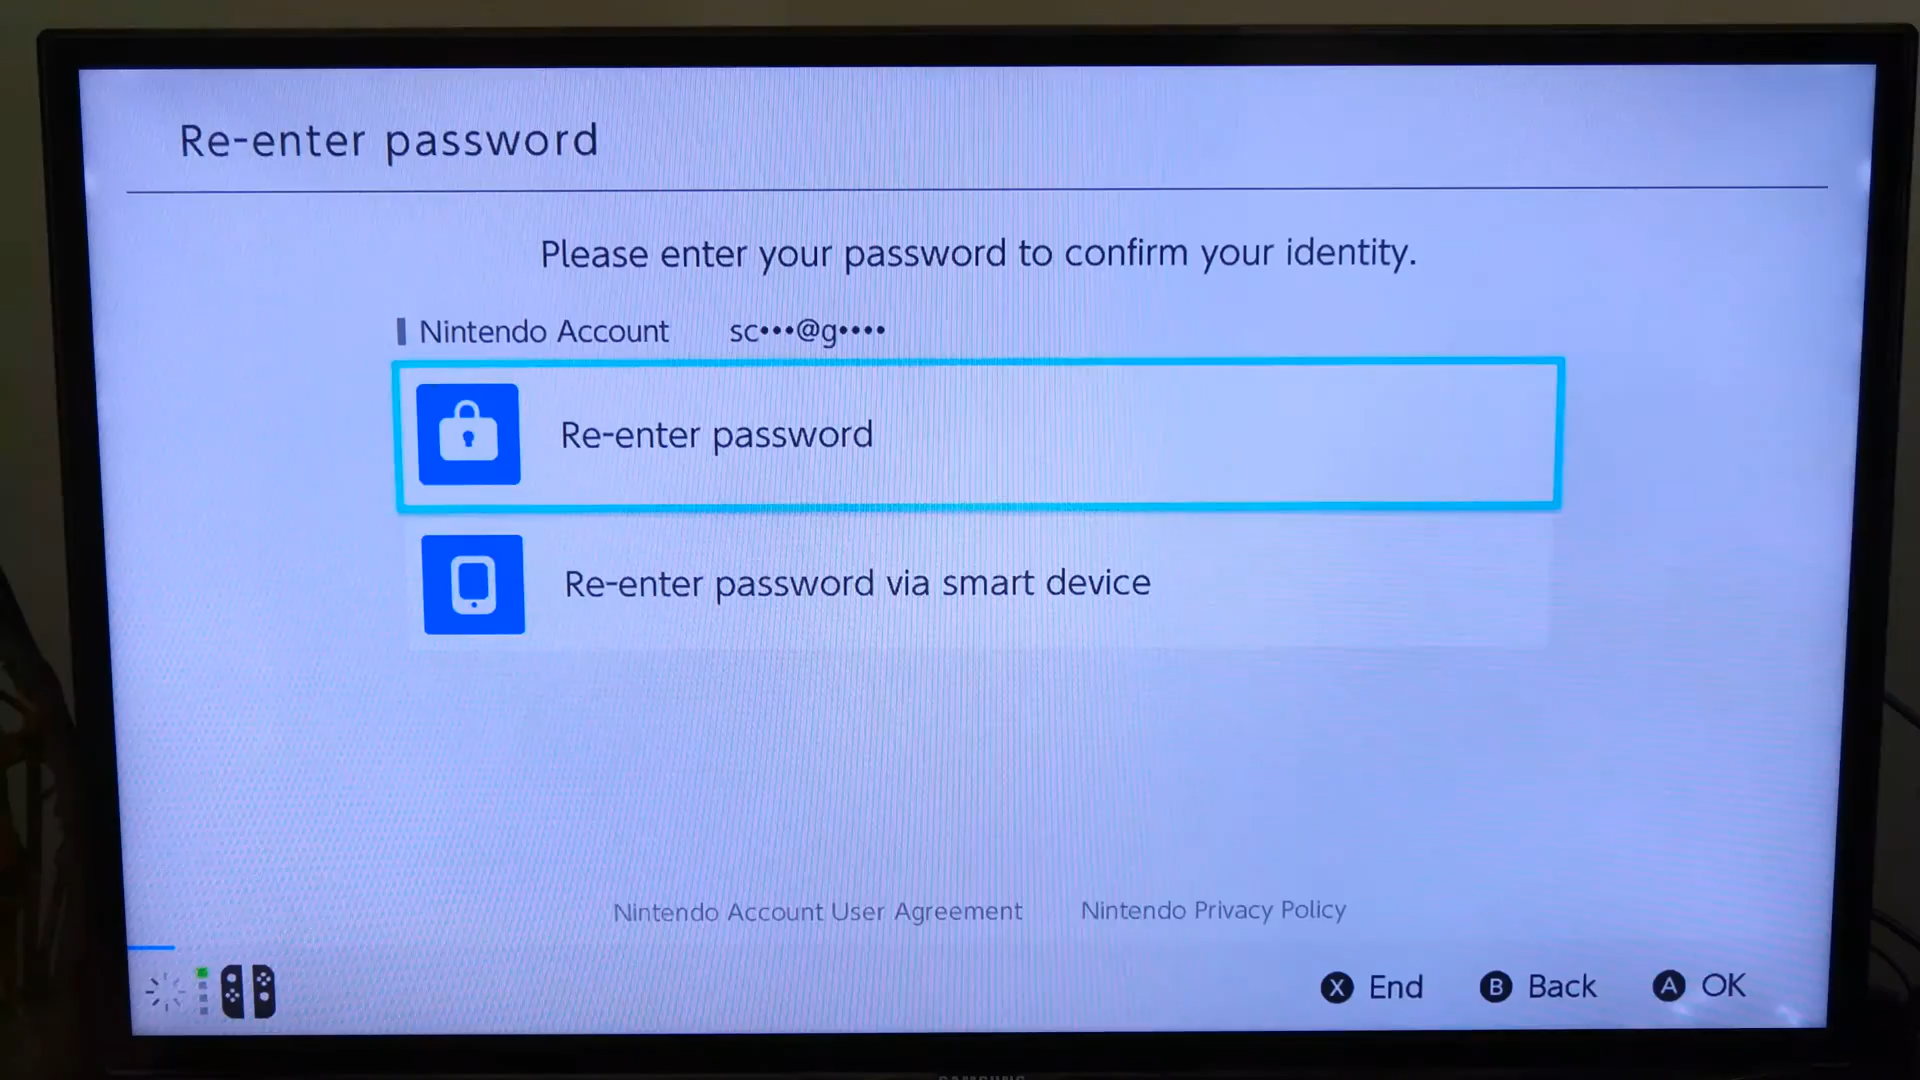 Re-enter password
Please enter your password to confirm your identity.
Nintendo Account sc•••@g••••
Re-enter password
Re-enter password via smart device
Nintendo Account User Agreement Nintendo Privacy Policy
X End B Back A OK